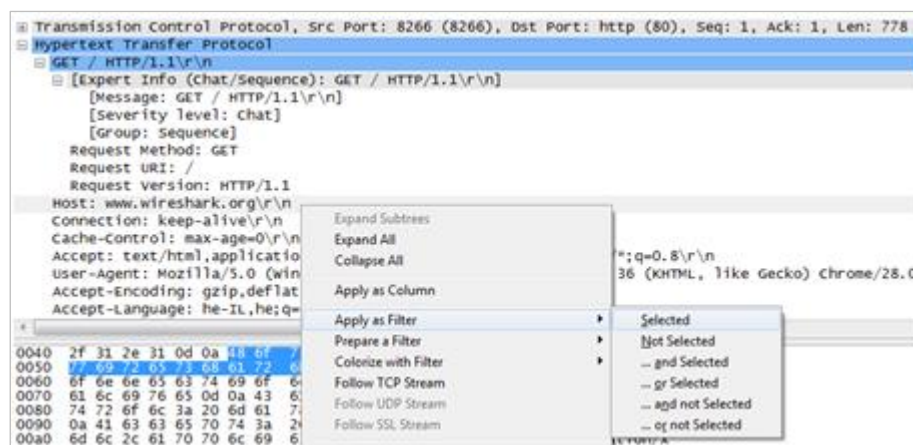 Transmission Control Protocol, Src Port: 8266 (8266), Dst Port: http (80), Seq: 1, Ack: 1, Len: 778
Hypertext Transfer Protocol
GET / HTTP/1.1\r\n
[Expert Info (Chat/Sequence): GET / HTTP/1.1\r\n]
[Message: GET / HTTP/1.1\r\n]
[Severity level: Chat]
[Group: Sequence]
Request Method: GET
Request URI: /
Request Version: HTTP/1.1
Host: www.wireshark.org\r\n
Connection: keep-alive\r\n
Cache-Control: max-age=0\r\n
Accept: text/html,applicatio *;q=0.8\r\n
User-Agent: Mozilla/5.0 (Win 36 (KHTML, like Gecko) Chrome/28.0
Accept-Encoding: gzip,deflat
Accept-Language: he-IL,he;q=
Expand Subtrees
Expand All
Collapse All
Apply as Column
Apply as Filter
Prepare a Filter
Colorize with Filter
Follow TCP Stream
Follow UDP Stream
Follow SSL Stream
Selected
Not Selected
... and Selected
... or Selected
... and not Selected
... or not Selected
0040 2f 31 2e 31 0d 0a 48 6f
0050 77 69 72 65 73 68 61 72
0060 6f 6e 6e 65 63 74 69 6f
0070 61 6c 69 76 65 0d 0a 43
0080 74 72 6f 6c 3a 20 6d 61
0090 0a 41 63 63 65 70 74 3a
00a0 6d 6c 2c 61 70 70 6c 69